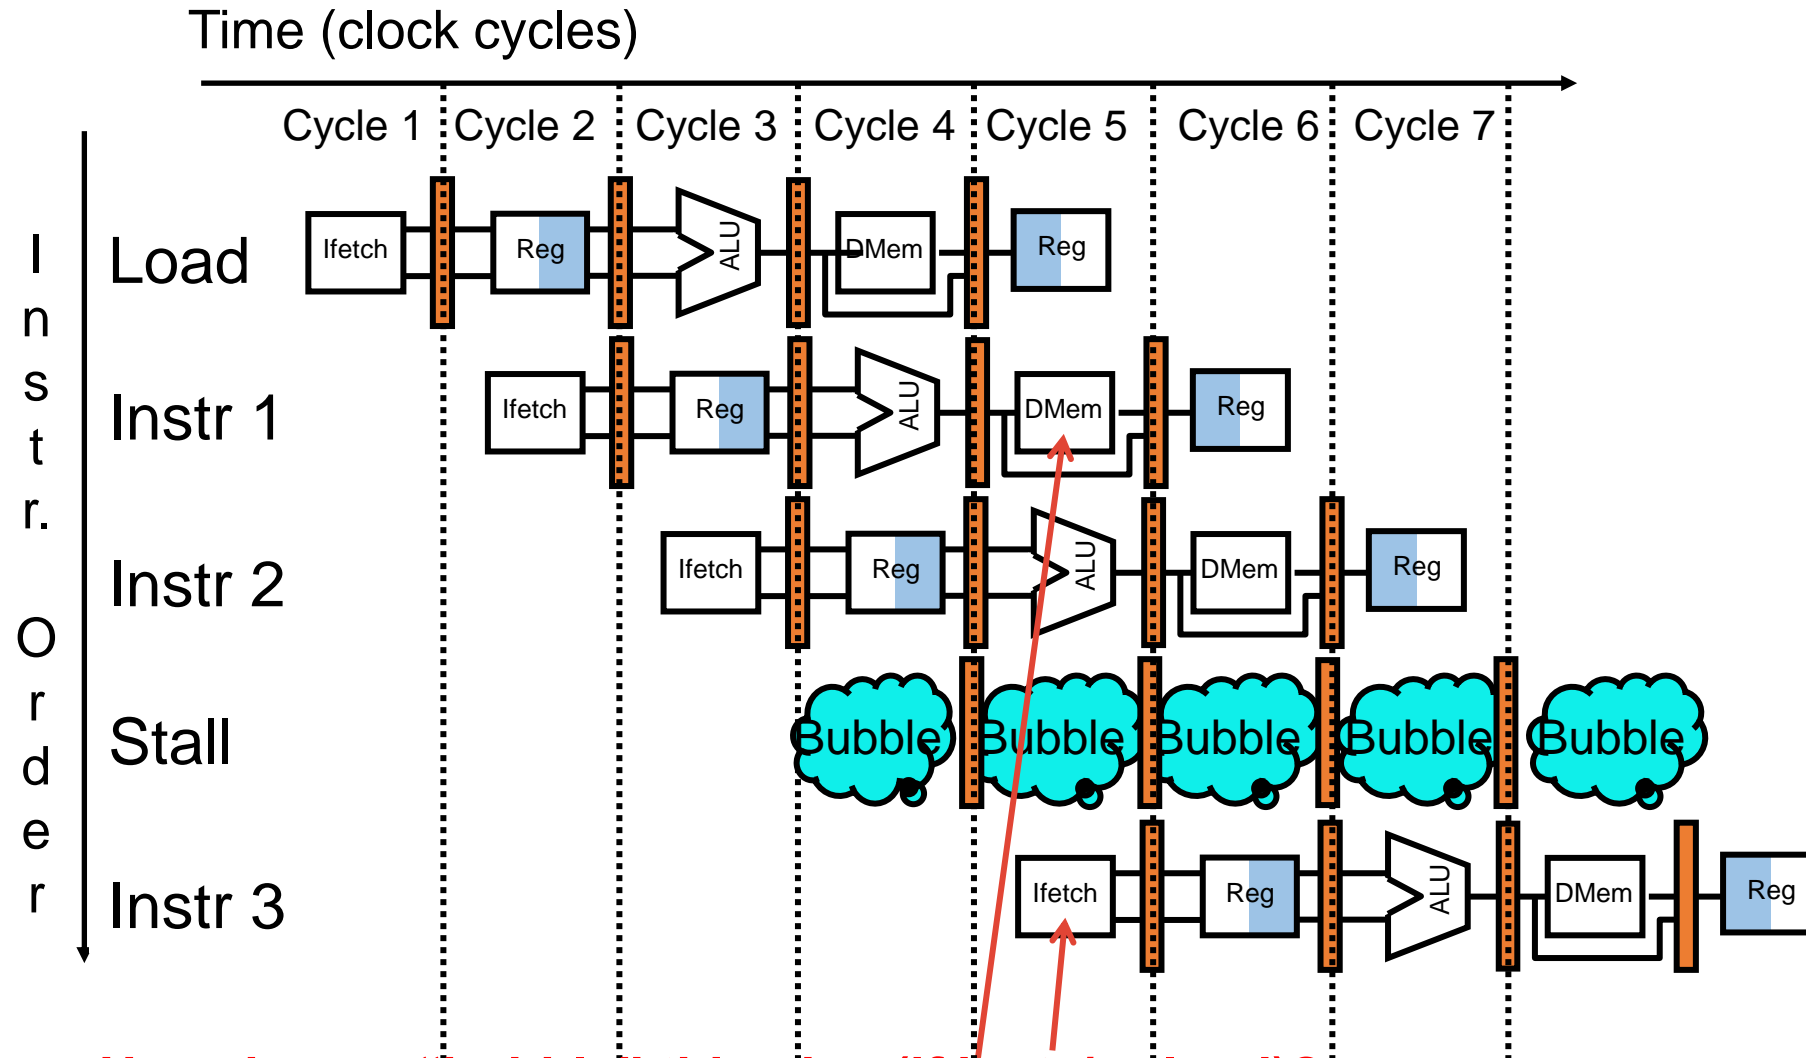 Time (clock cycles)
Cycle 1 Cycle 2 Cycle 3 Cycle 4 Cycle 5 Cycle 6 Cycle 7
Instr. Order
Load Ifetch Reg ALU DMem Reg
Instr 1 Ifetch Reg ALU DMem Reg
Instr 2 Ifetch Reg ALU DMem Reg
Stall Bubble Bubble Bubble Bubble Bubble
Instr 3 Ifetch Reg ALU DMem Reg